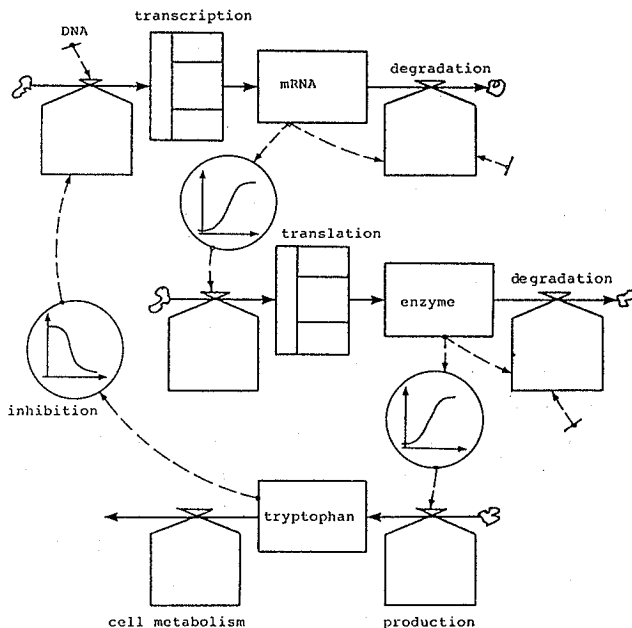 transcription
DNA
mRNA
degradation
translation
enzyme
degradation
inhibition
tryptophan
cell metabolism
production